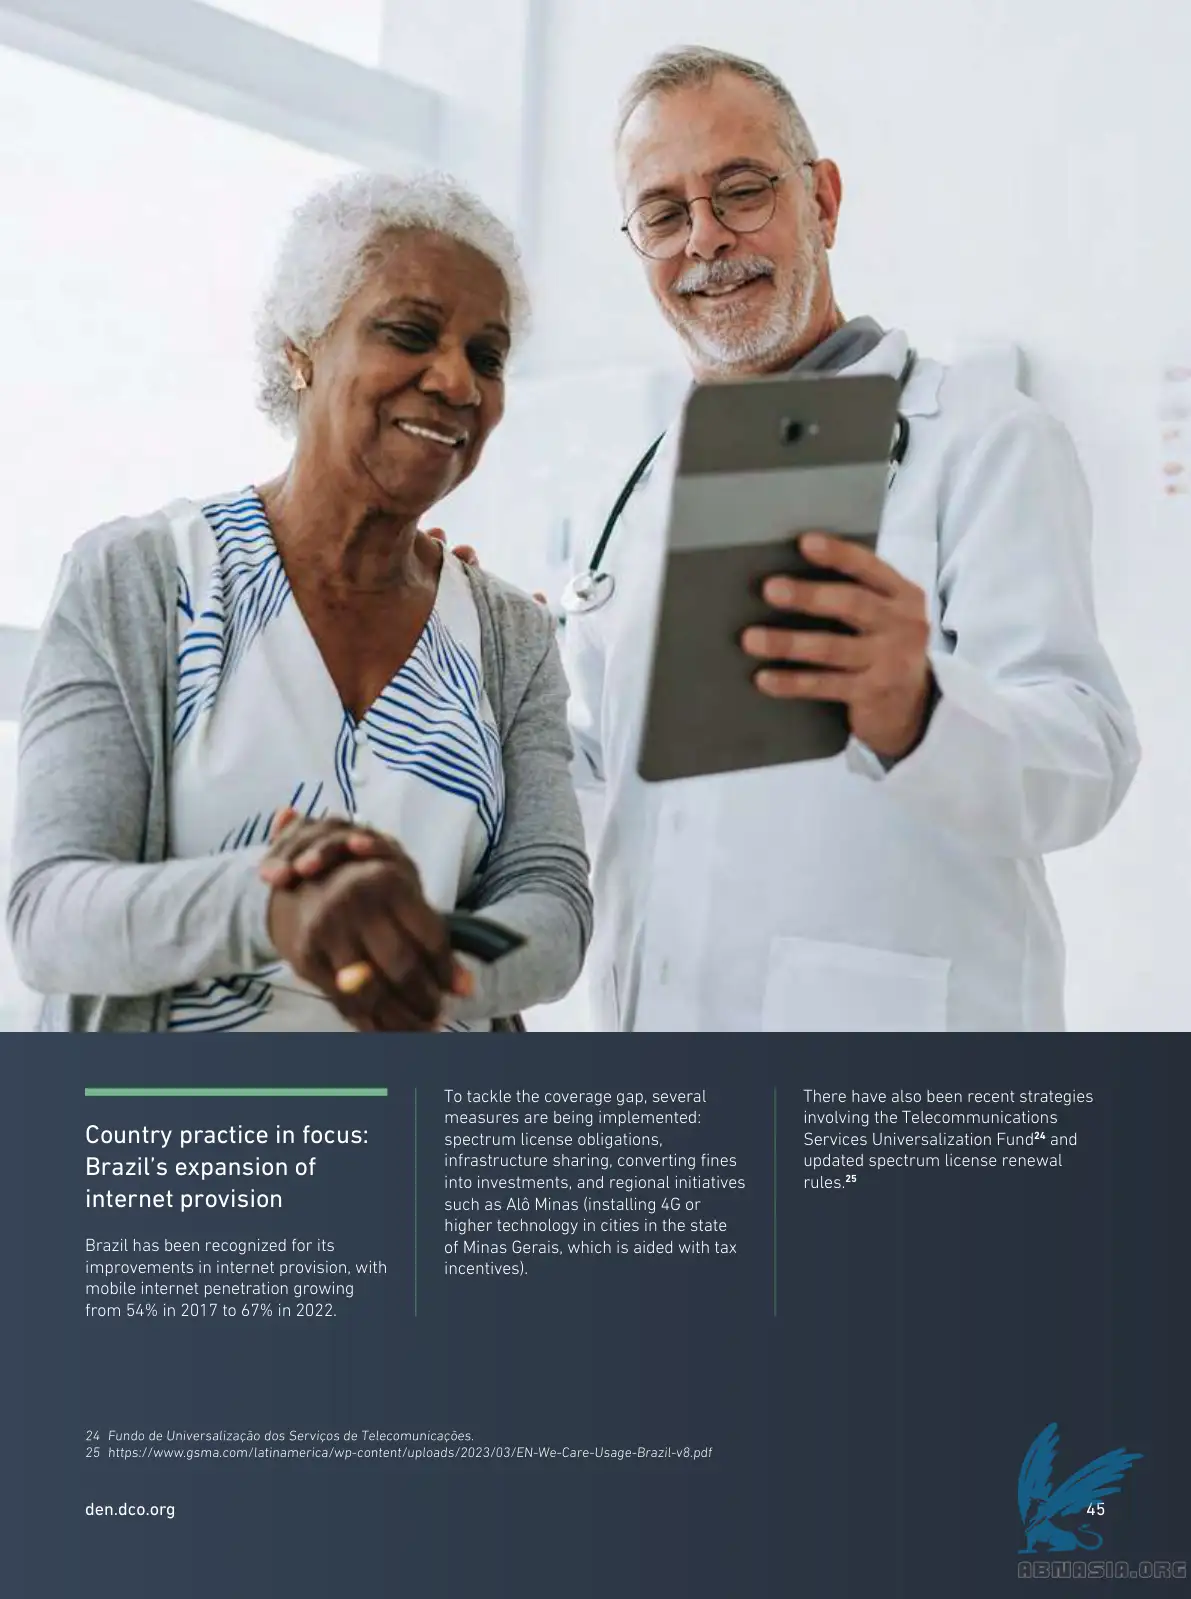 Country practice in focus:
Brazil's expansion of
internet provision
Brazil has been recognized for its
improvements in internet provision, with
mobile internet penetration growing
from 54% in 2017 to 67% in 2022.
To tackle the coverage gap, several
measures are being implemented:
spectrum license obligations,
infrastructure sharing, converting fines
into investments, and regional initiatives
such as Alô Minas (installing 4G or
higher technology in cities in the state
of Minas Gerais, which is aided with tax
incentives).
There have also been recent strategies
involving the Telecommunications
Services Universalization Fund24 and
updated spectrum license renewal
rules.25
24 Fundo de Universalização dos Serviços de Telecomunicações.
25 https://www.gsma.com/latinamerica/wp-content/uploads/2023/03/EN-We-Care-Usage-Brazil-v8.pdf
den.dco.org
45
ABNASIA.ORG